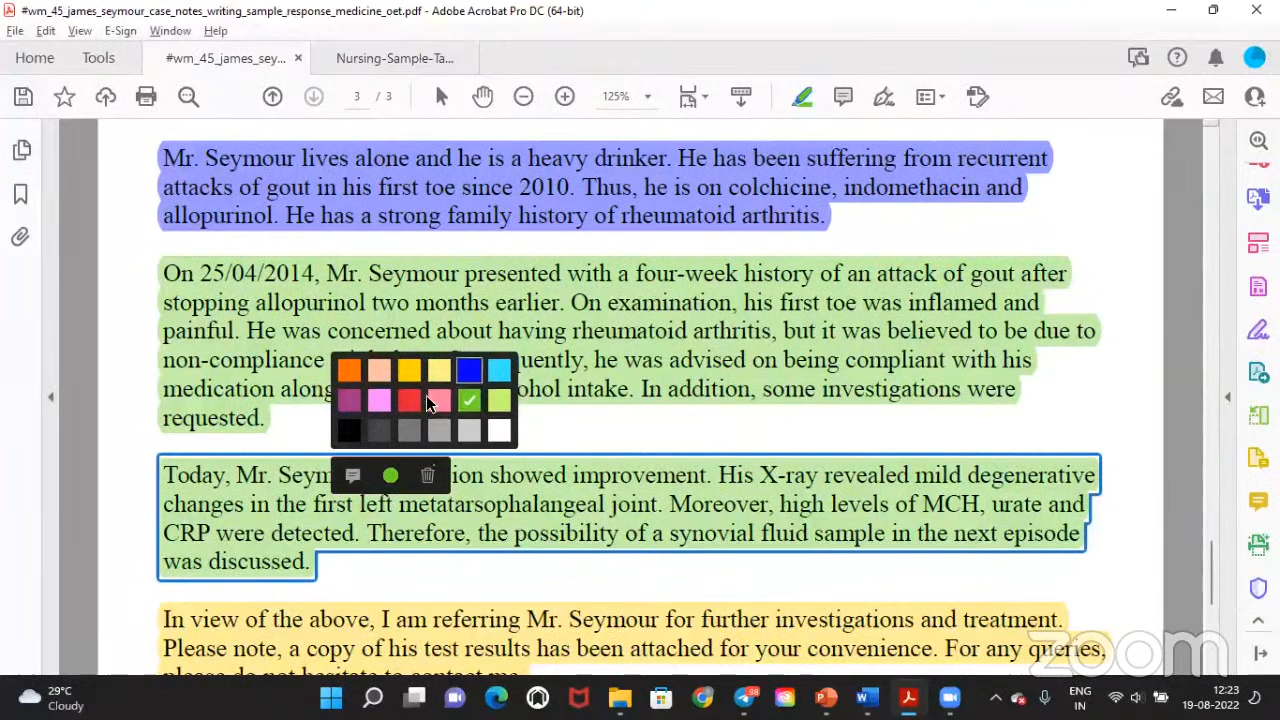 #wm_45_james_seymour_case_notes_writing_sample_response_medicine_oet.pdf - Adobe Acrobat Pro DC (64-bit)
File Edit View E-Sign Window Help
Home Tools #wm_45_james_sey... × Nursing-Sample-Ta...
3 / 3 125%
Mr. Seymour lives alone and he is a heavy drinker. He has been suffering from recurrent
attacks of gout in his first toe since 2010. Thus, he is on colchicine, indomethacin and
allopurinol. He has a strong family history of rheumatoid arthritis.
On 25/04/2014, Mr. Seymour presented with a four-week history of an attack of gout after
stopping allopurinol two months earlier. On examination, his first toe was inflamed and
painful. He was concerned about having rheumatoid arthritis, but it was believed to be due to
non-compliance quently, he was advised on being compliant with his
medication along ohol intake. In addition, some investigations were
requested.
Today, Mr. Seym ion showed improvement. His X-ray revealed mild degenerative
changes in the first left metatarsophalangeal joint. Moreover, high levels of MCH, urate and
CRP were detected. Therefore, the possibility of a synovial fluid sample in the next episode
was discussed.
In view of the above, I am referring Mr. Seymour for further investigations and treatment.
Please note, a copy of his test results has been attached for your convenience. For any queries,
please do not hesitate to contact me.
zoom
29°C
Cloudy
98
ENG
IN
12:23
19-08-2022